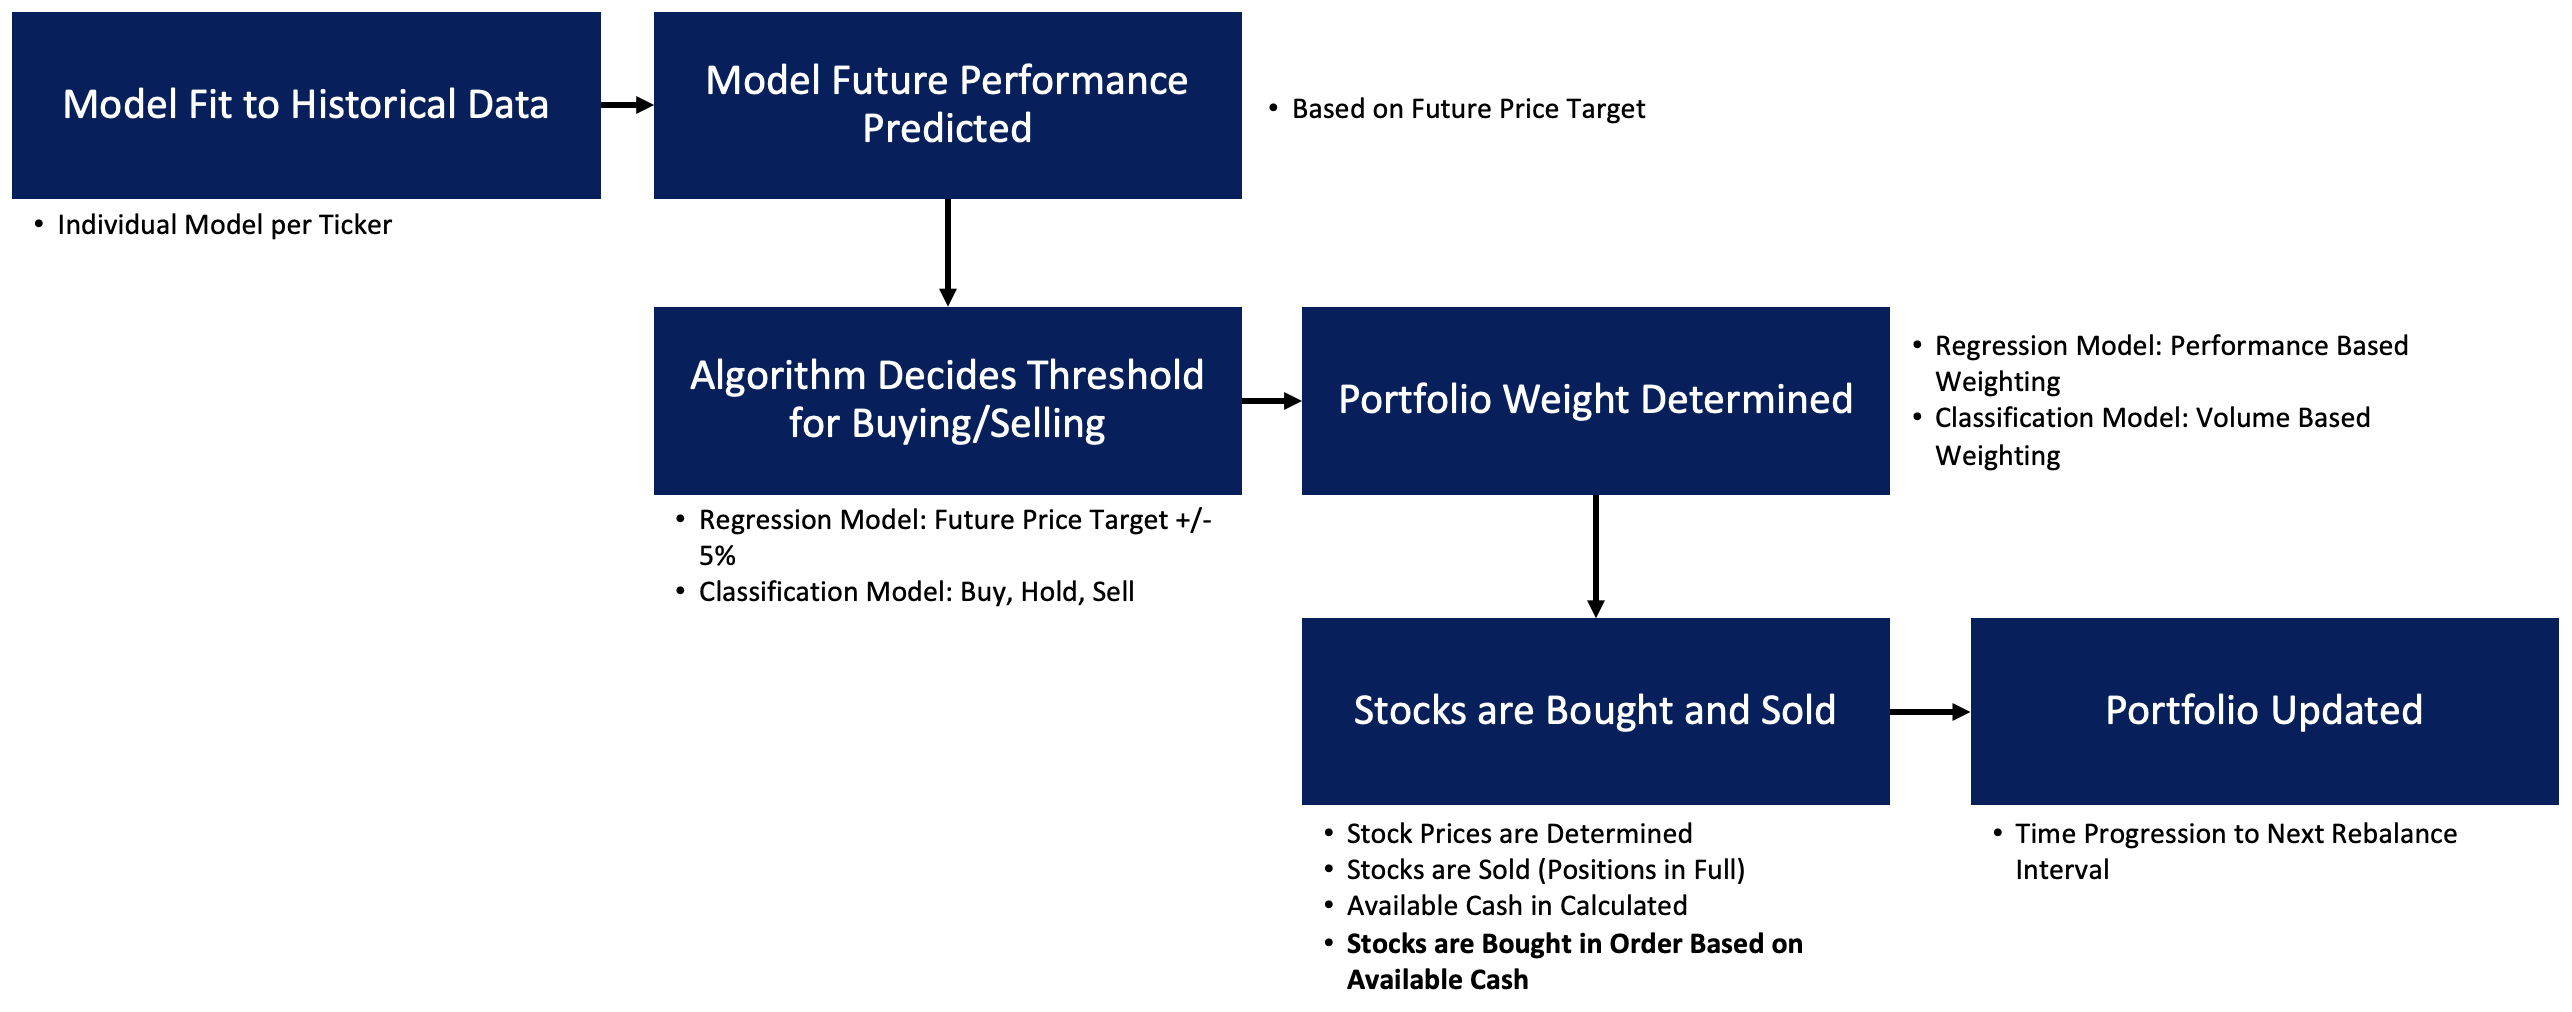 Model Fit to Historical Data
• Individual Model per Ticker
Model Future Performance
Predicted
• Based on Future Price Target
Algorithm Decides Threshold
for Buying/Selling
• Regression Model: Future Price Target +/-
5%
• Classification Model: Buy, Hold, Sell
Portfolio Weight Determined
• Regression Model: Performance Based
Weighting
• Classification Model: Volume Based
Weighting
Stocks are Bought and Sold
• Stock Prices are Determined
• Stocks are Sold (Positions in Full)
• Available Cash in Calculated
• Stocks are Bought in Order Based on
Available Cash
Portfolio Updated
• Time Progression to Next Rebalance
Interval